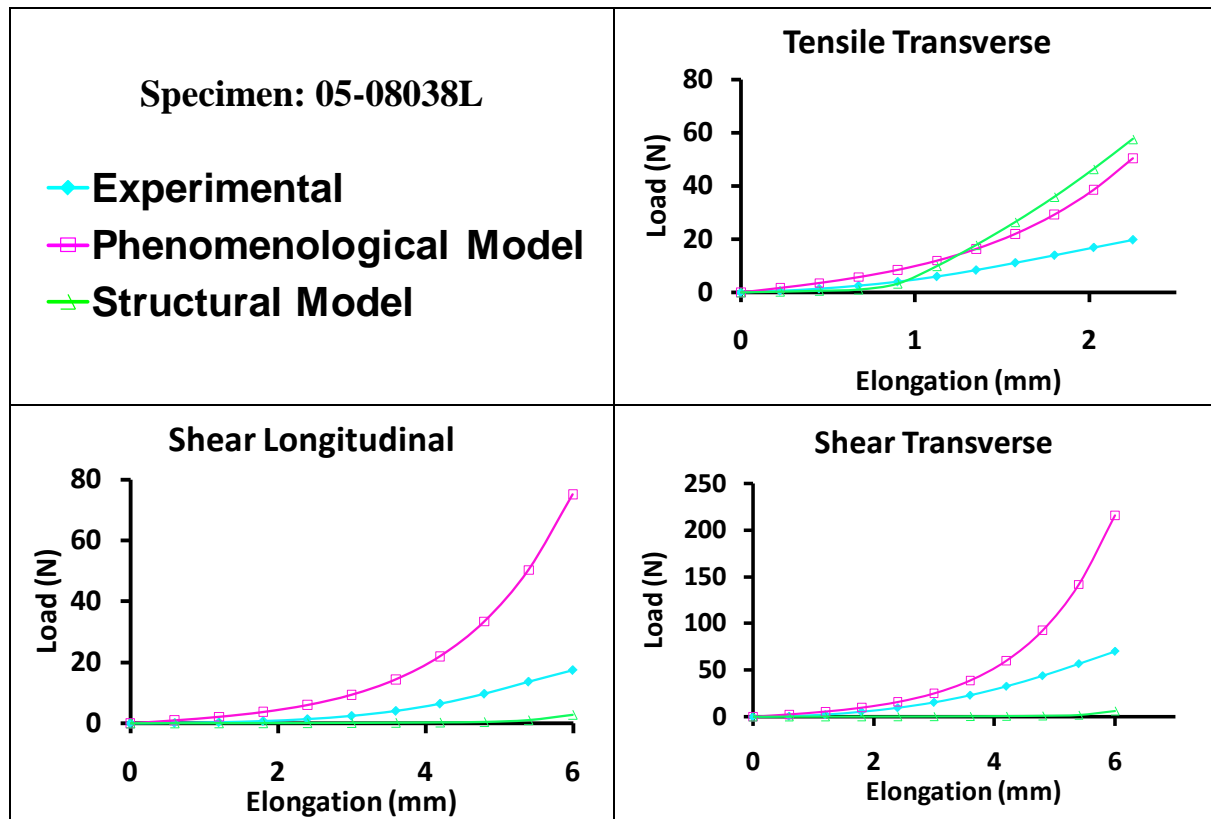 Specimen: 05-08038L
Experimental
Phenomenological Model
Structural Model
Tensile Transverse
Load (N)
80
60
40
20
0
0 1 2
Elongation (mm)
Shear Longitudinal
Load (N)
80
60
40
20
0
0 2 4 6
Elongation (mm)
Shear Transverse
Load (N)
250
200
150
100
50
0
0 2 4 6
Elongation (mm)